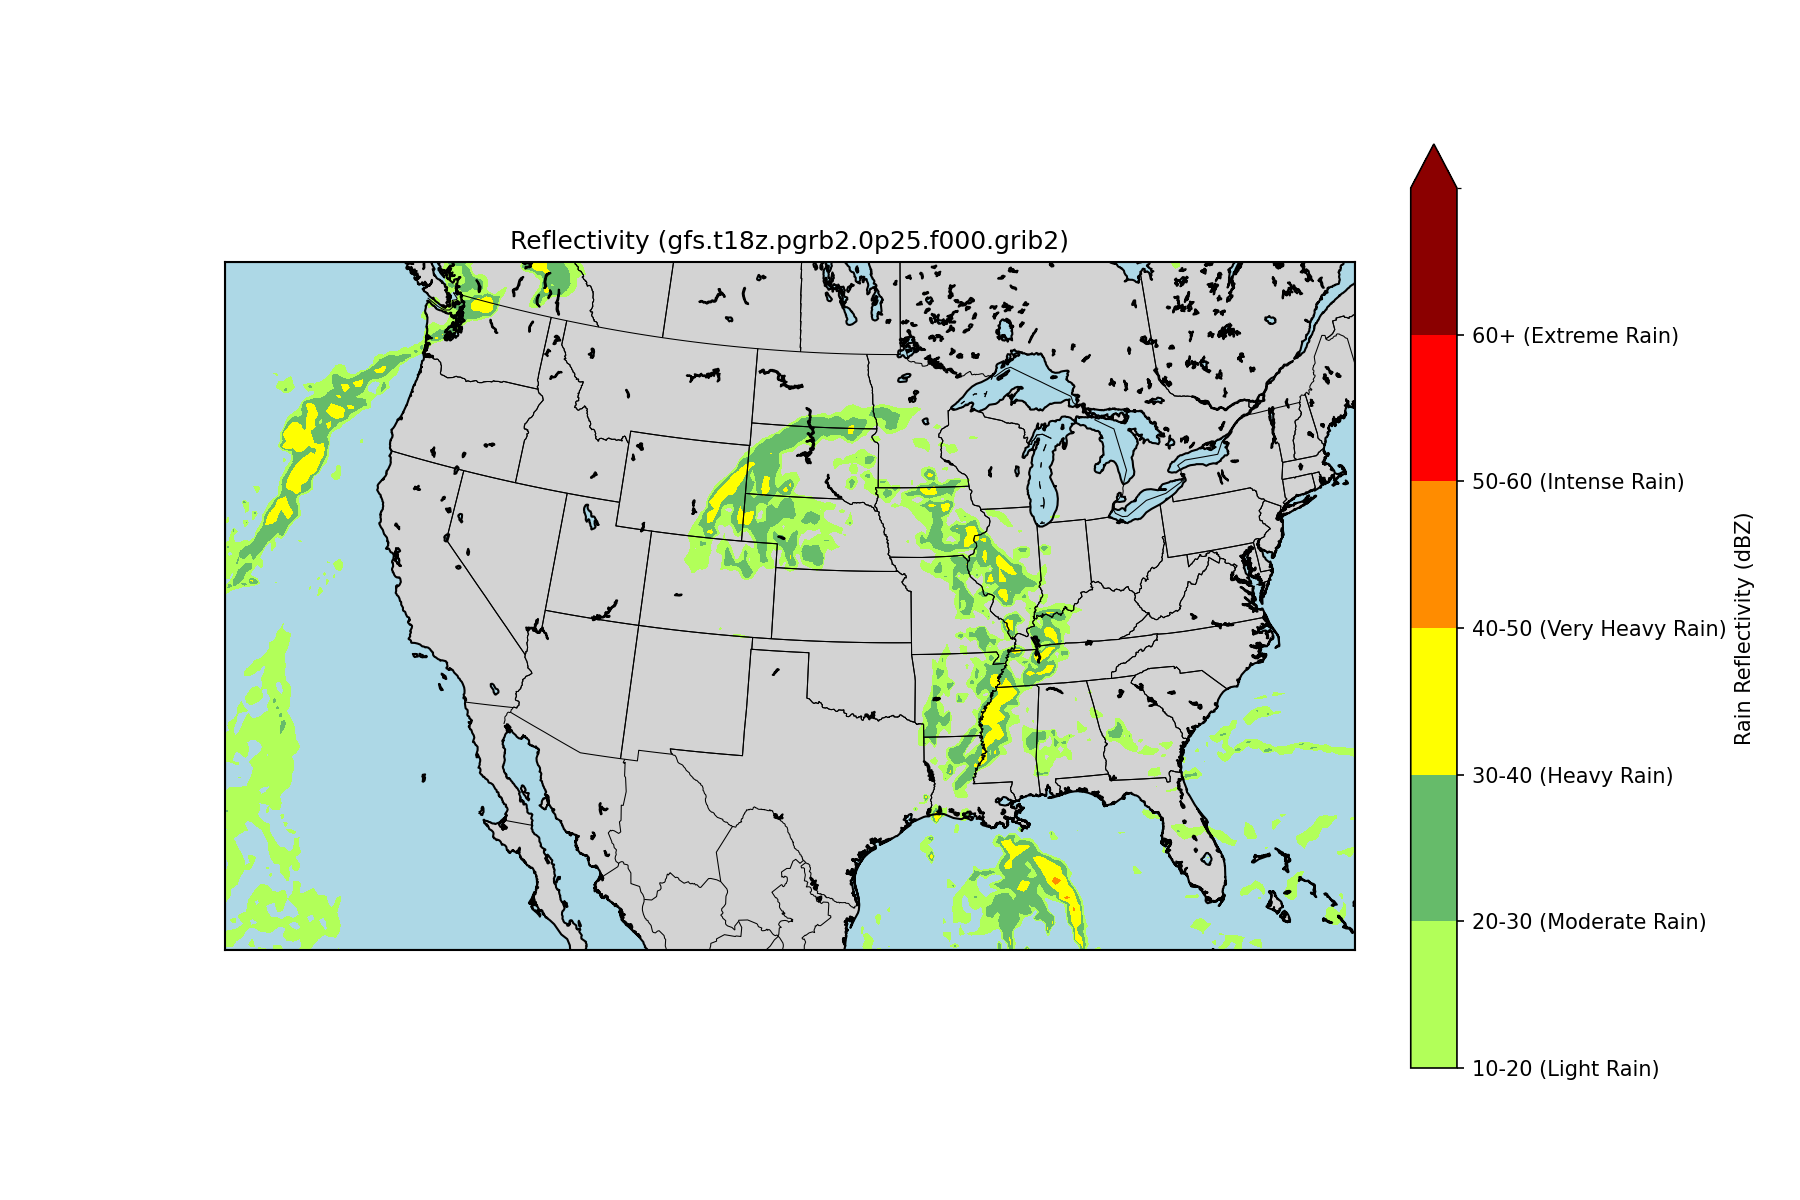 Reflectivity (gfs.t18z.pgrb2.0p25.f000.grib2)
60+ (Extreme Rain)
50-60 (Intense Rain)
40-50 (Very Heavy Rain)
30-40 (Heavy Rain)
20-30 (Moderate Rain)
10-20 (Light Rain)
Rain Reflectivity (dBZ)